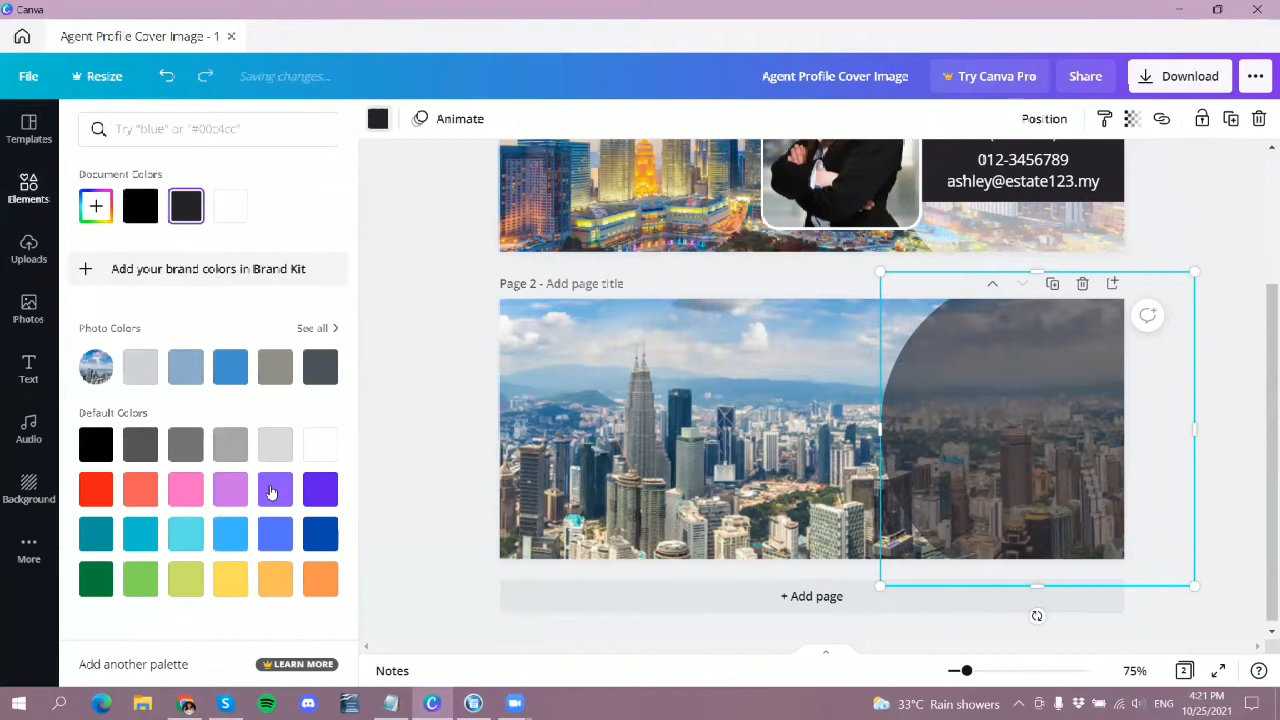 Canva
Agent Profile Cover Image - 1
File
Resize
Saving changes...
Agent Profile Cover Image
Try Canva Pro
Share
Download
Templates
Elements
Uploads
Photos
Text
Audio
Background
More
Try "blue" or "#00c4cc"
Animate
Position
Document Colors
Add your brand colors in Brand Kit
Photo Colors
See all
Default Colors
Add another palette
LEARN MORE
012-3456789
ashley@estate123.my
Page 2 - Add page title
+ Add page
Notes
75%
2
33°C Rain showers
ENG
4:21 PM
10/25/2021